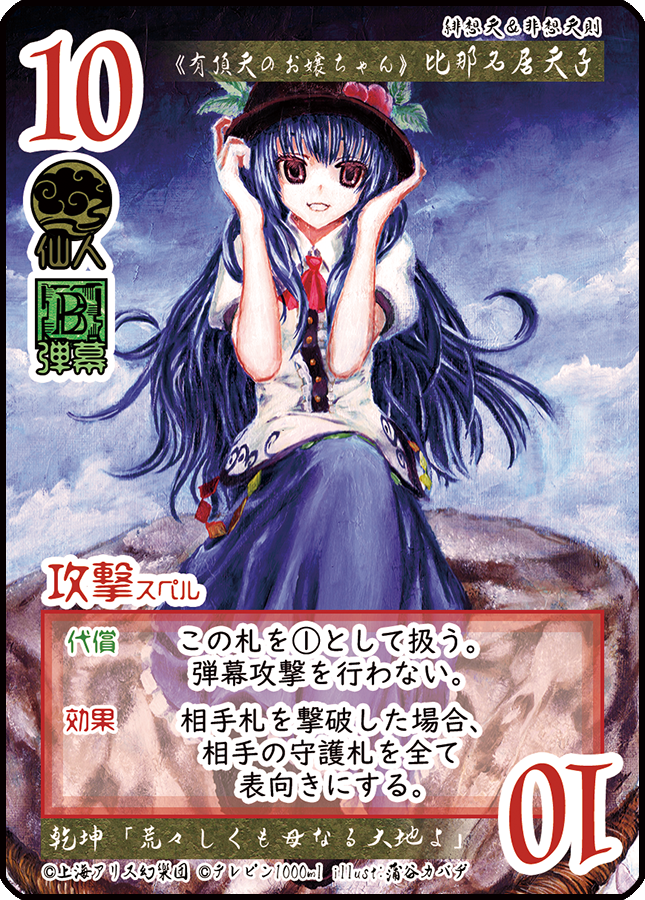 緋想天&非想天則
10
《有頂天のお嬢ちゃん》 比那名居天子
仙人
B
弾幕
攻撃スペル
代償 この札を①として扱う。
弾幕攻撃を行わない。
効果 相手札を撃破した場合、
相手の守護札を全て
表向きにする。
10
乾坤「荒々しくも母なる大地よ」
©上海アリス幻樂団 ©テレピン1000ml illust:蒲谷カバヂ